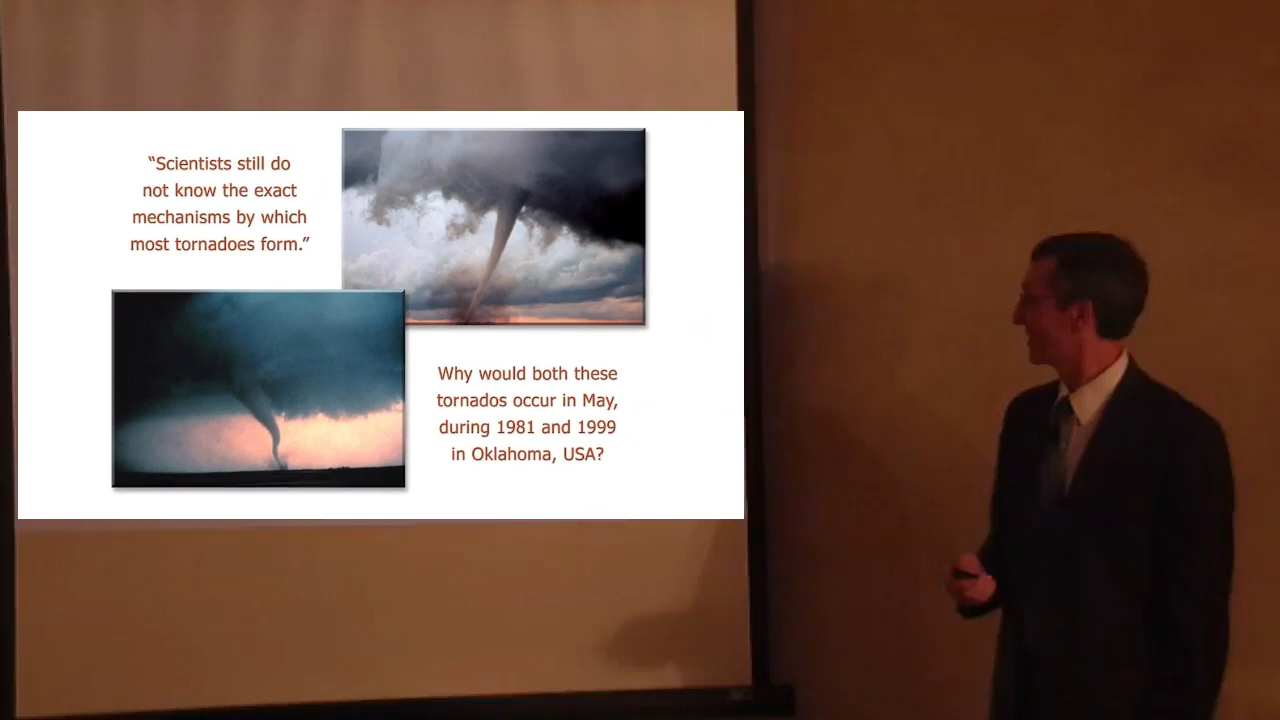 “Scientists still do
not know the exact
mechanisms by which
most tornadoes form.”
Why would both these
tornados occur in May,
during 1981 and 1999
in Oklahoma, USA?